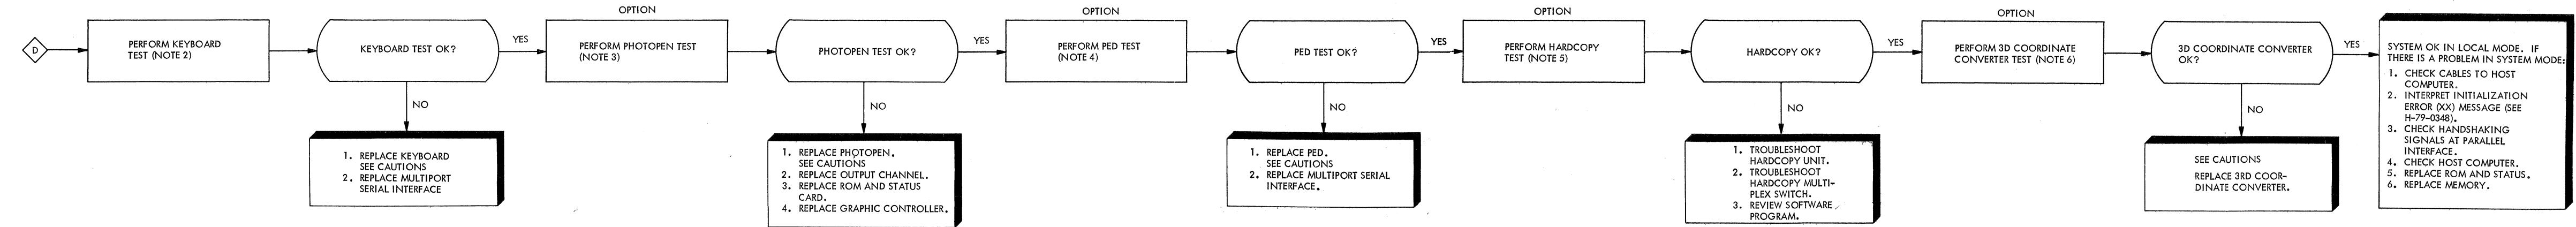 D
PERFORM KEYBOARD
TEST (NOTE 2)
KEYBOARD TEST OK?
YES
NO
1. REPLACE KEYBOARD
SEE CAUTIONS
2. REPLACE MULTIPORT
SERIAL INTERFACE
OPTION
PERFORM PHOTOPEN TEST
(NOTE 3)
PHOTOPEN TEST OK?
YES
NO
1. REPLACE PHOTOPEN.
SEE CAUTIONS
2. REPLACE OUTPUT CHANNEL.
3. REPLACE ROM AND STATUS
CARD.
4. REPLACE GRAPHIC CONTROLLER.
OPTION
PERFORM PED TEST
(NOTE 4)
PED TEST OK?
YES
NO
1. REPLACE PED.
SEE CAUTIONS
2. REPLACE MULTIPORT SERIAL
INTERFACE.
OPTION
PERFORM HARDCOPY
TEST (NOTE 5)
HARDCOPY OK?
YES
NO
1. TROUBLESHOOT
HARDCOPY UNIT.
2. TROUBLESHOOT
HARDCOPY MULTI-
PLEX SWITCH.
3. REVIEW SOFTWARE
PROGRAM.
OPTION
PERFORM 3D COORDINATE
CONVERTER TEST (NOTE 6)
3D COORDINATE CONVERTER
OK?
YES
NO
SEE CAUTIONS
REPLACE 3RD COOR-
DINATE CONVERTER.
SYSTEM OK IN LOCAL MODE. IF
THERE IS A PROBLEM IN SYSTEM MODE:
1. CHECK CABLES TO HOST
COMPUTER.
2. INTERPRET INITIALIZATION
ERROR (XX) MESSAGE (SEE
H-79-0348).
3. CHECK HANDSHAKING
SIGNALS AT PARALLEL
INTERFACE.
4. CHECK HOST COMPUTER.
5. REPLACE ROM AND STATUS.
6. REPLACE MEMORY.